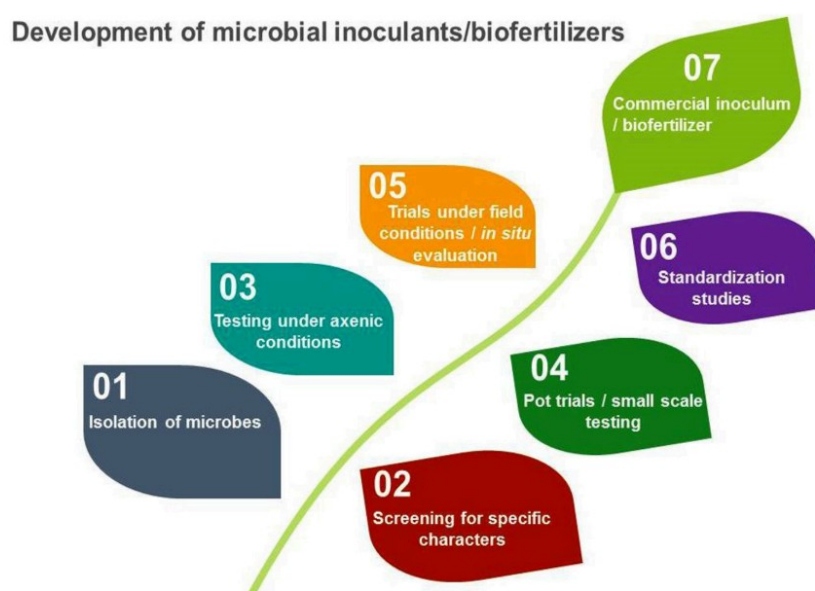 Development of microbial inoculants/biofertilizers
01
Isolation of microbes
02
Screening for specific
characters
03
Testing under axenic
conditions
04
Pot trials / small scale
testing
05
Trials under field
conditions / in situ
evaluation
06
Standardization
studies
07
Commercial inoculum
/ biofertilizer